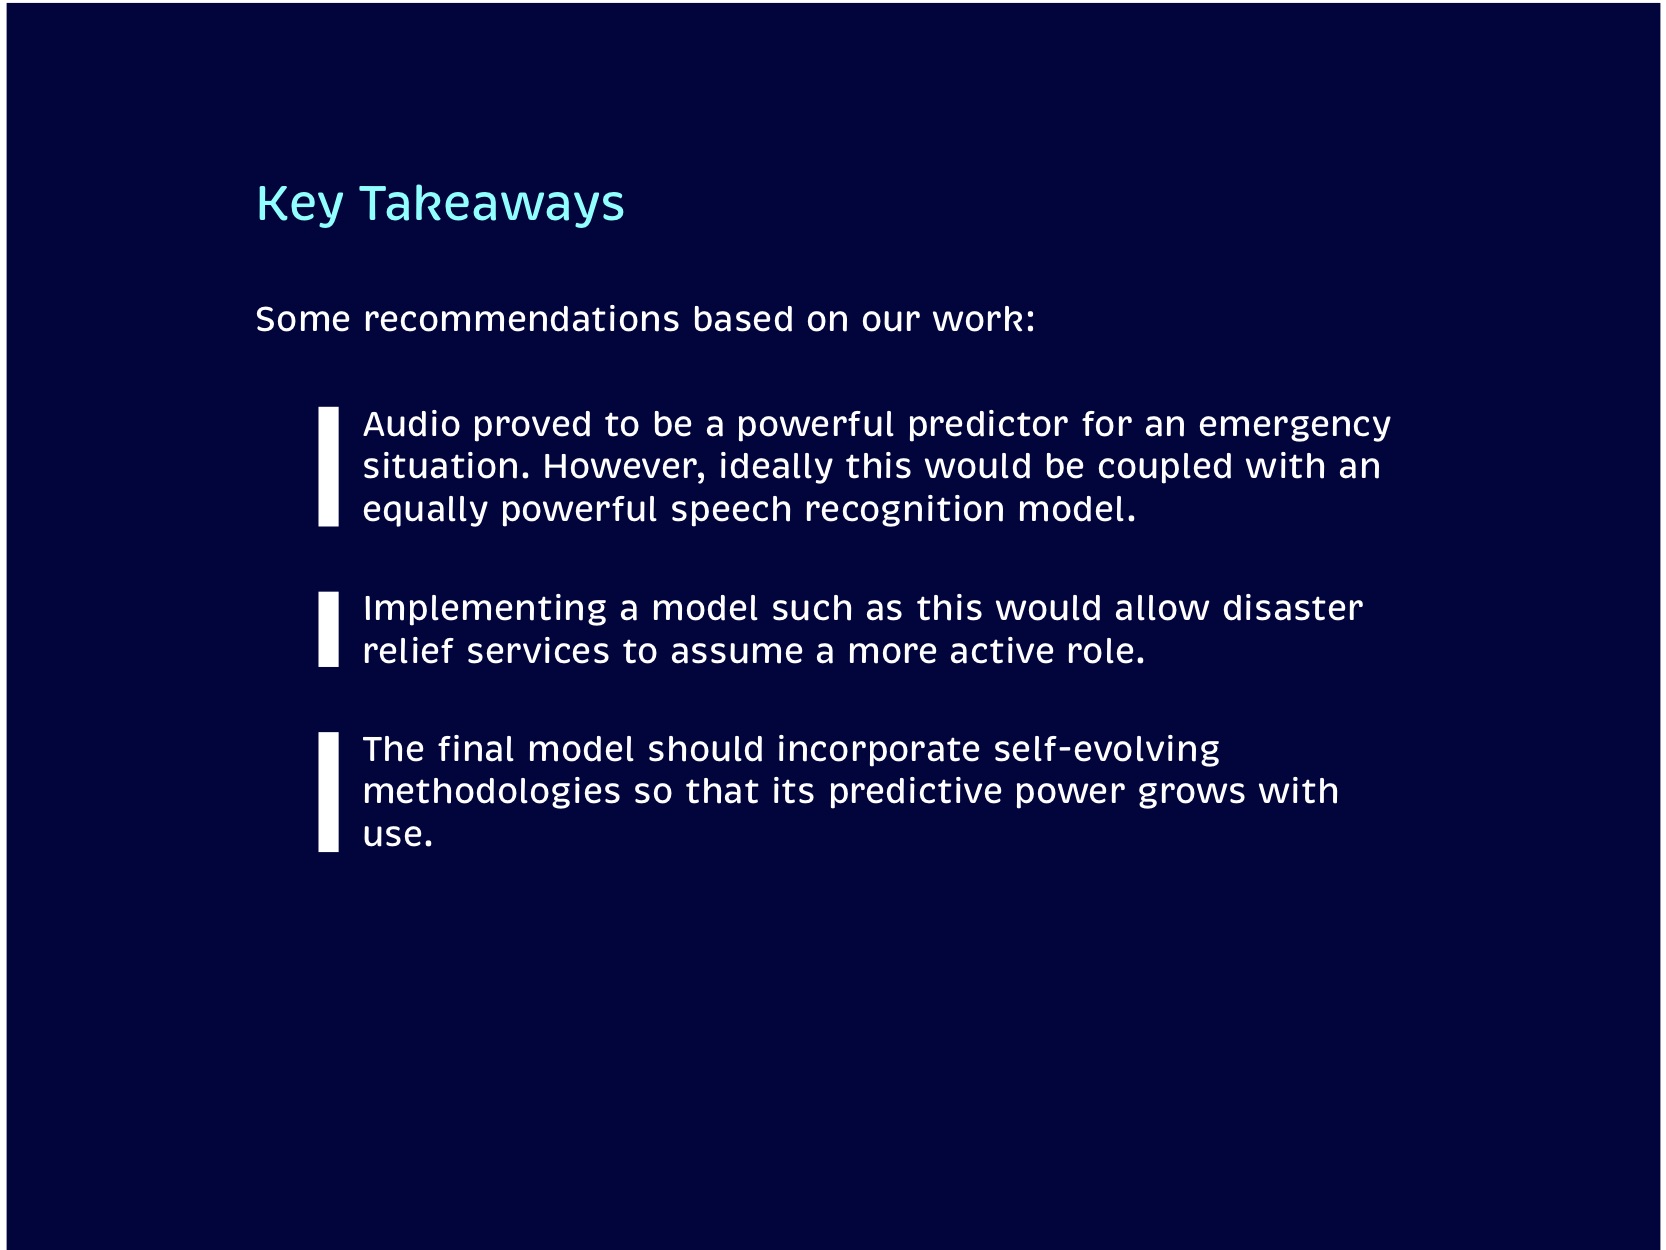 Key Takeaways
Some recommendations based on our work:
Audio proved to be a powerful predictor for an emergency
situation. However, ideally this would be coupled with an
equally powerful speech recognition model.
Implementing a model such as this would allow disaster
relief services to assume a more active role.
The final model should incorporate self-evolving
methodologies so that its predictive power grows with
use.